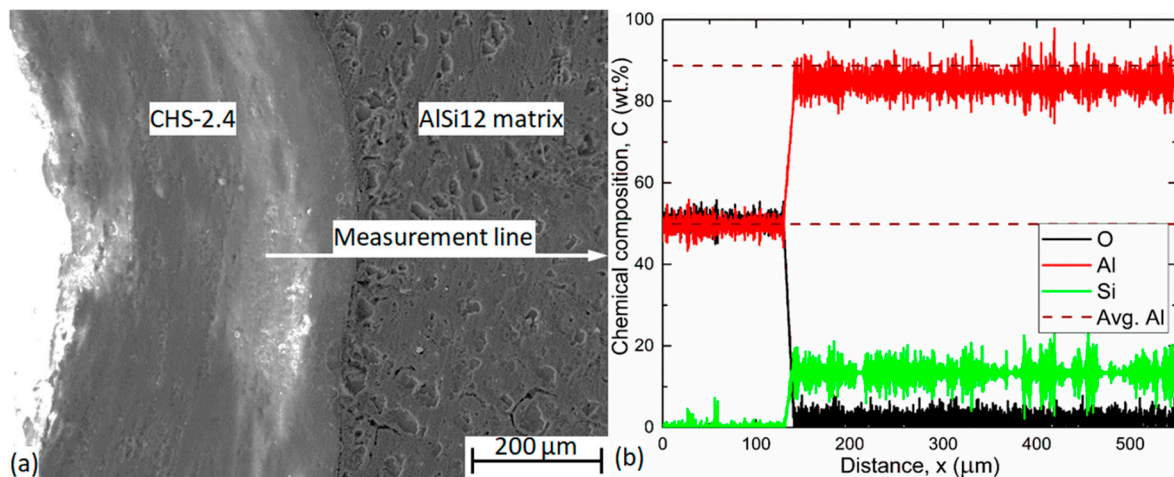 (a)
CHS-2.4
AlSi12 matrix
Measurement line
200 μm
(b)
Chemical composition, C (wt.%)
100
80
60
40
20
0
0 100 200 300 400 500
Distance, x (μm)
O
Al
Si
Avg. Al